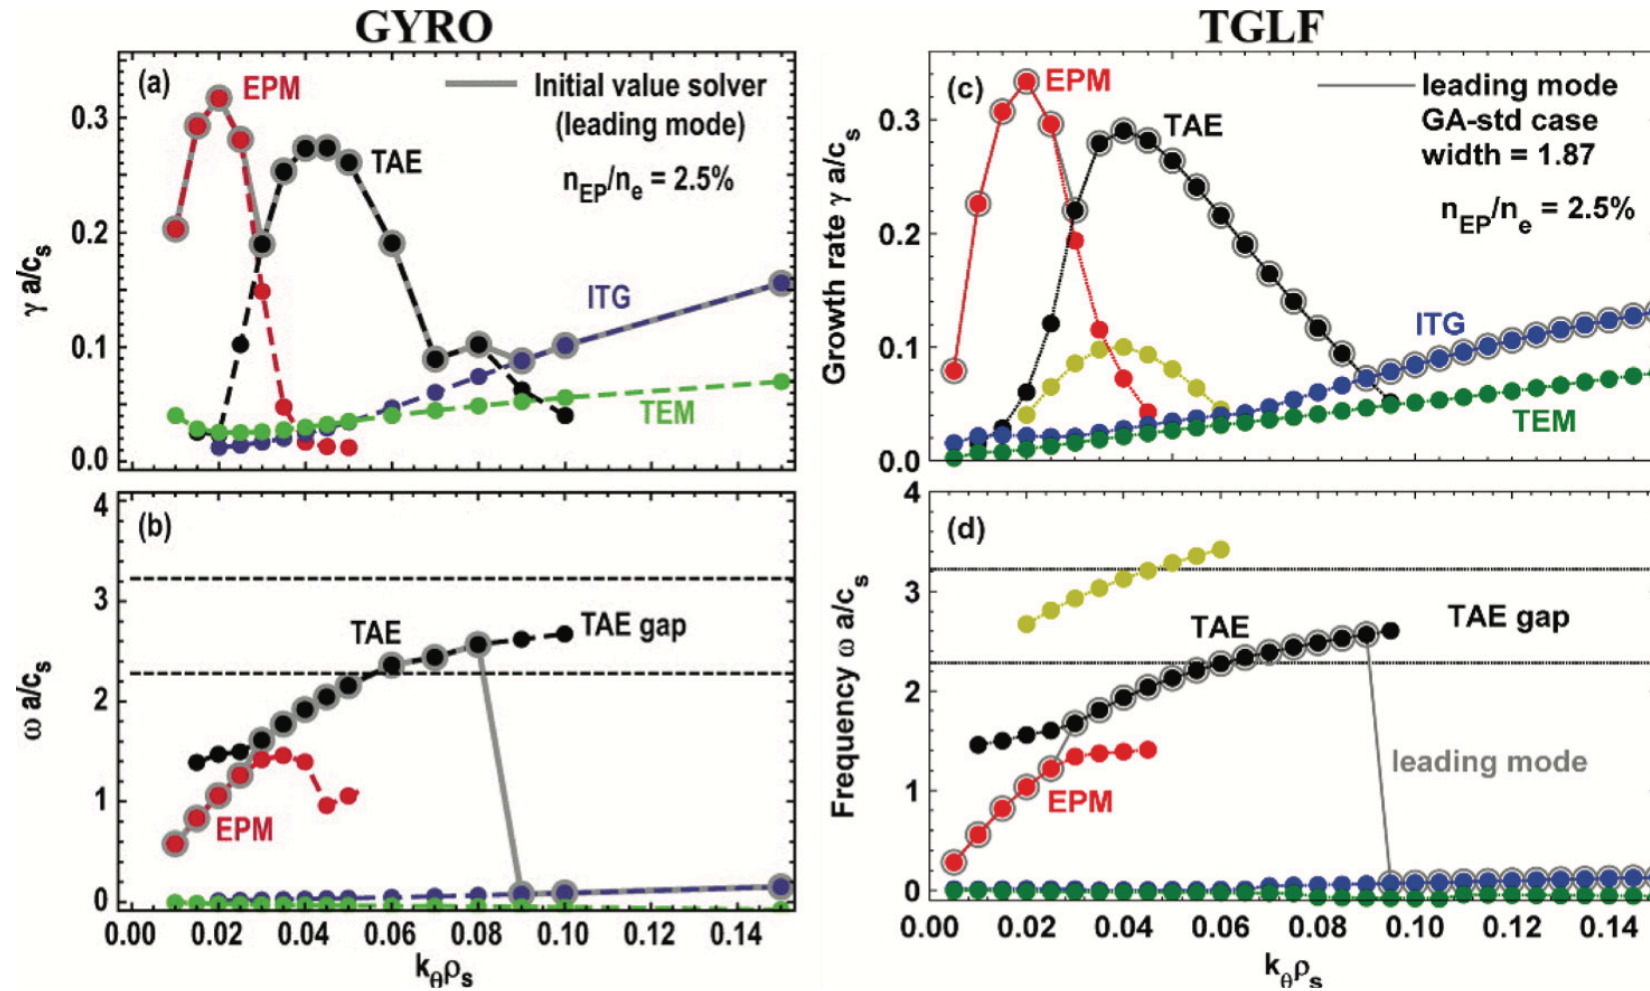 GYRO
TGLF
(a)
EPM
Initial value solver
(leading mode)
TAE
n_EP/n_e = 2.5%
ITG
TEM
γ a/c_s
0.3
0.2
0.1
0.0
(c)
EPM
leading mode
GA-std case
width = 1.87
TAE
n_EP/n_e = 2.5%
ITG
TEM
Growth rate γ a/c_s
0.3
0.2
0.1
0.0
(b)
TAE
TAE gap
EPM
ω a/c_s
4
3
2
1
0
0.00 0.02 0.04 0.06 0.08 0.10 0.12 0.14
k_θρ_s
(d)
TAE
TAE gap
leading mode
EPM
Frequency ω a/c_s
4
3
2
1
0
0.00 0.02 0.04 0.06 0.08 0.10 0.12 0.14
k_θρ_s